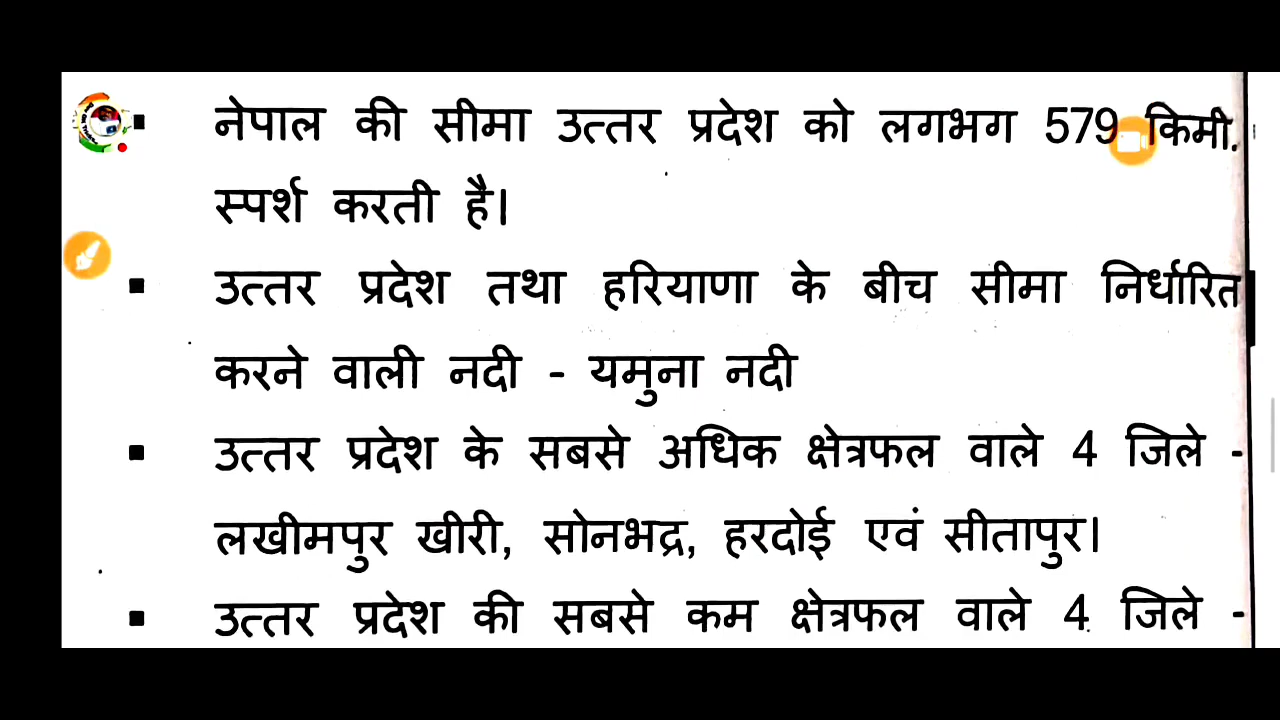 नेपाल की सीमा उत्तर प्रदेश को लगभग 579 किमी.
स्पर्श करती है।
उत्तर प्रदेश तथा हरियाणा के बीच सीमा निर्धारित
करने वाली नदी - यमुना नदी
उत्तर प्रदेश के सबसे अधिक क्षेत्रफल वाले 4 जिले -
लखीमपुर खीरी, सोनभद्र, हरदोई एवं सीतापुर।
उत्तर प्रदेश की सबसे कम क्षेत्रफल वाले 4 जिले -